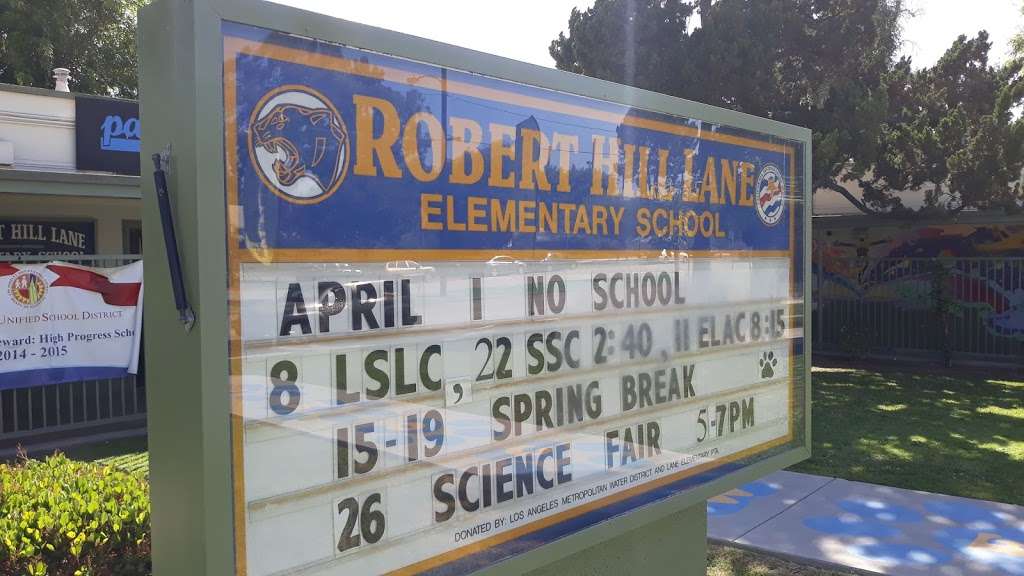 pa
T HILL LANE
UNIFIED SCHOOL DISTRICT
eward: High Progress Scho
2014 - 2015
ROBERT HILL LANE
ELEMENTARY SCHOOL
APRIL 1 NO SCHOOL
8 LSLC, 22 SSC 2:40, 11 ELAC 8:15
15-19 SPRING BREAK
26 SCIENCE FAIR 5-7PM
DONATED BY: LOS ANGELES METROPOLITAN WATER DISTRICT AND LANE ELEMENTARY PTA